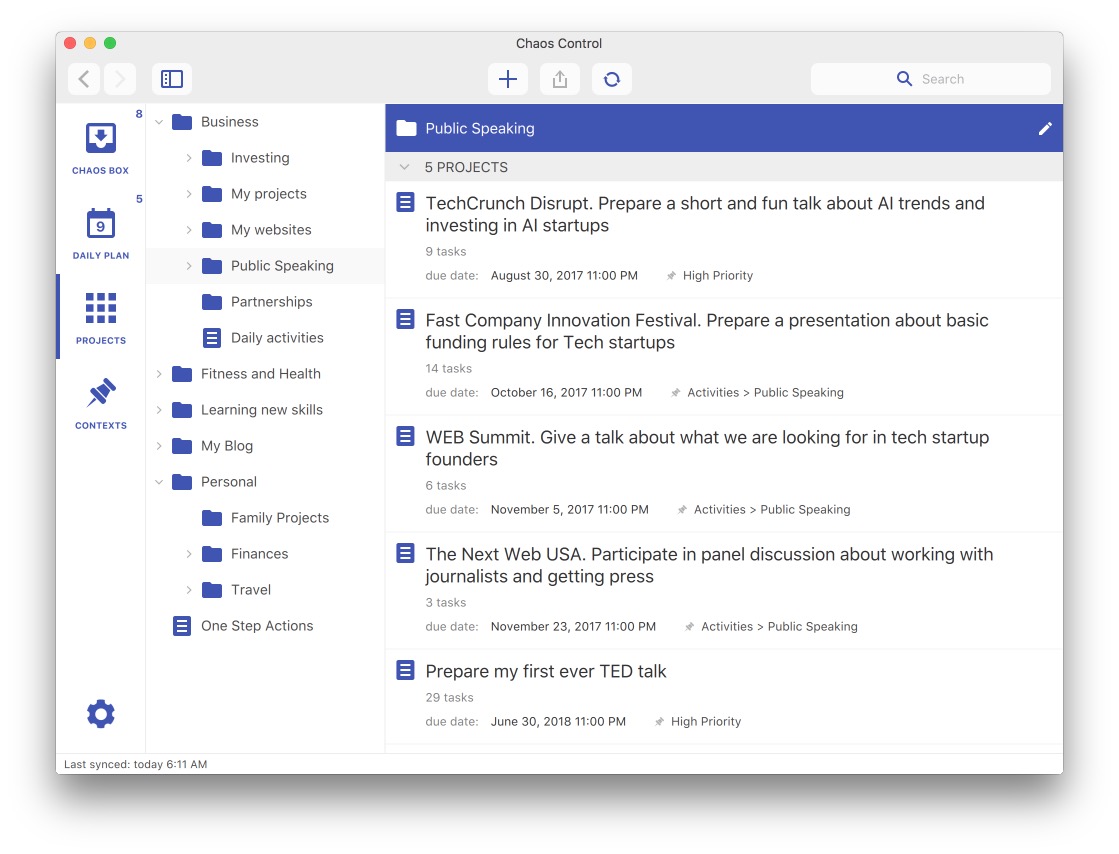 Chaos Control
Search
8
CHAOS BOX
5
9
DAILY PLAN
PROJECTS
CONTEXTS
Business
Investing
My projects
My websites
Public Speaking
Partnerships
Daily activities
Fitness and Health
Learning new skills
My Blog
Personal
Family Projects
Finances
Travel
One Step Actions
Public Speaking
5 PROJECTS
TechCrunch Disrupt. Prepare a short and fun talk about AI trends and
investing in AI startups
9 tasks
due date: August 30, 2017 11:00 PM High Priority
Fast Company Innovation Festival. Prepare a presentation about basic
funding rules for Tech startups
14 tasks
due date: October 16, 2017 11:00 PM Activities > Public Speaking
WEB Summit. Give a talk about what we are looking for in tech startup
founders
6 tasks
due date: November 5, 2017 11:00 PM Activities > Public Speaking
The Next Web USA. Participate in panel discussion about working with
journalists and getting press
3 tasks
due date: November 23, 2017 11:00 PM Activities > Public Speaking
Prepare my first ever TED talk
29 tasks
due date: June 30, 2018 11:00 PM High Priority
Last synced: today 6:11 AM